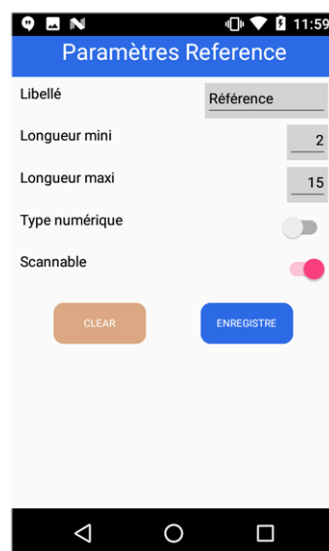 11:59
Paramètres Reference
Libellé
Référence
Longueur mini
2
Longueur maxi
15
Type numérique
Scannable
CLEAR
ENREGISTRE